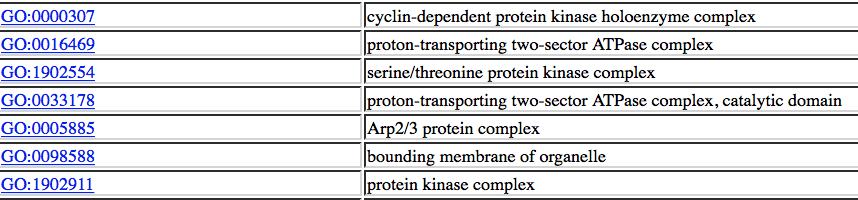 GO:0000307 cyclin-dependent protein kinase holoenzyme complex
GO:0016469 proton-transporting two-sector ATPase complex
GO:1902554 serine/threonine protein kinase complex
GO:0033178 proton-transporting two-sector ATPase complex, catalytic domain
GO:0005885 Arp2/3 protein complex
GO:0098588 bounding membrane of organelle
GO:1902911 protein kinase complex